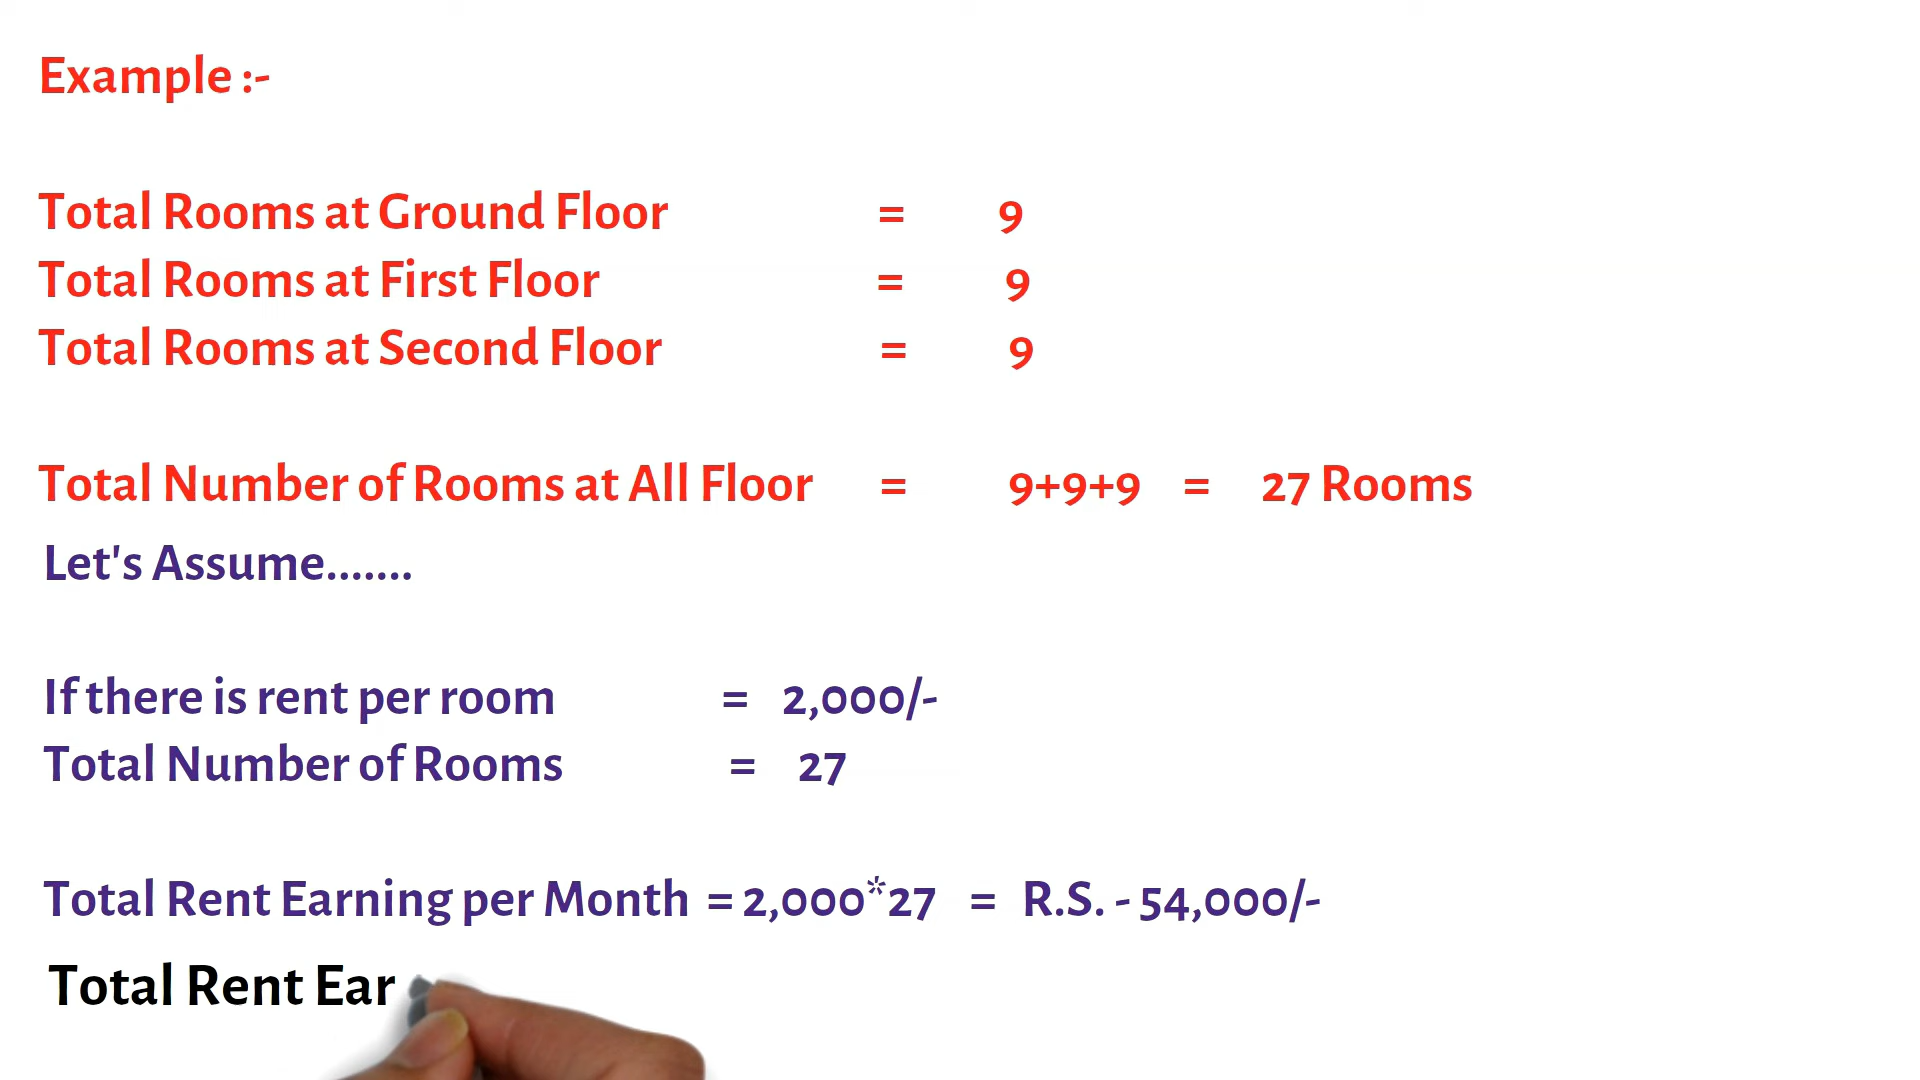 Example :-
Total Rooms at Ground Floor = 9
Total Rooms at First Floor = 9
Total Rooms at Second Floor = 9
Total Number of Rooms at All Floor = 9+9+9 = 27 Rooms
Let's Assume.......
If there is rent per room = 2,000/-
Total Number of Rooms = 27
Total Rent Earning per Month = 2,000*27 = R.S. - 54,000/-
Total Rent Ear